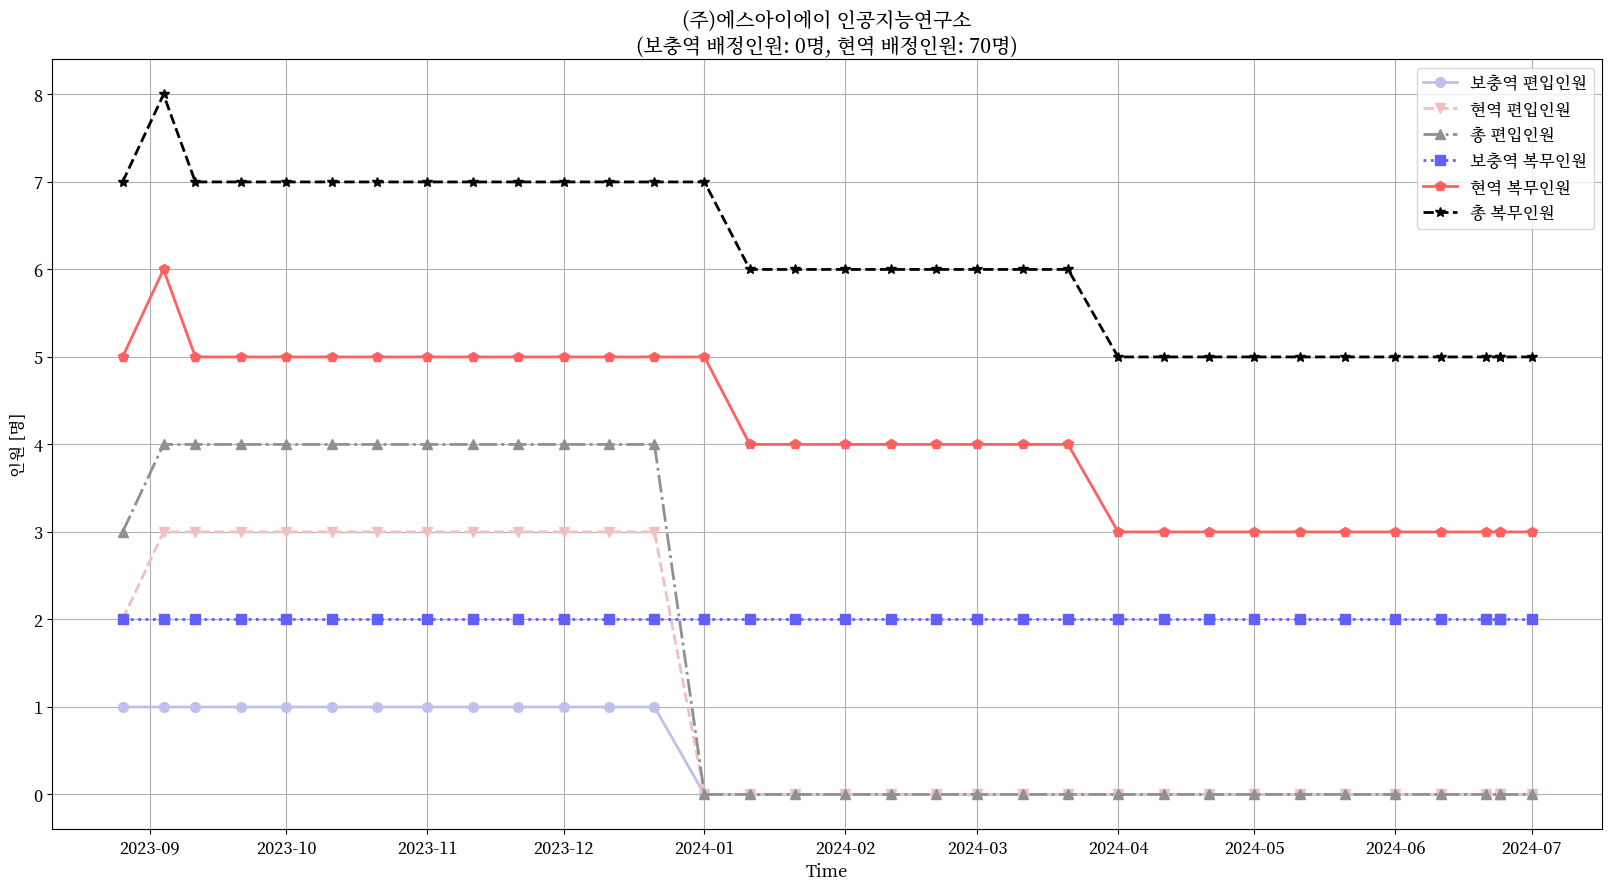 (주)에스아이에이 인공지능연구소
(보충역 배정인원: 0명, 현역 배정인원: 70명)
보충역 편입인원
현역 편입인원
총 편입인원
보충역 복무인원
현역 복무인원
총 복무인원
인원 [명]
8
7
6
5
4
3
2
1
0
2023-09 2023-10 2023-11 2023-12 2024-01 2024-02 2024-03 2024-04 2024-05 2024-06 2024-07
Time